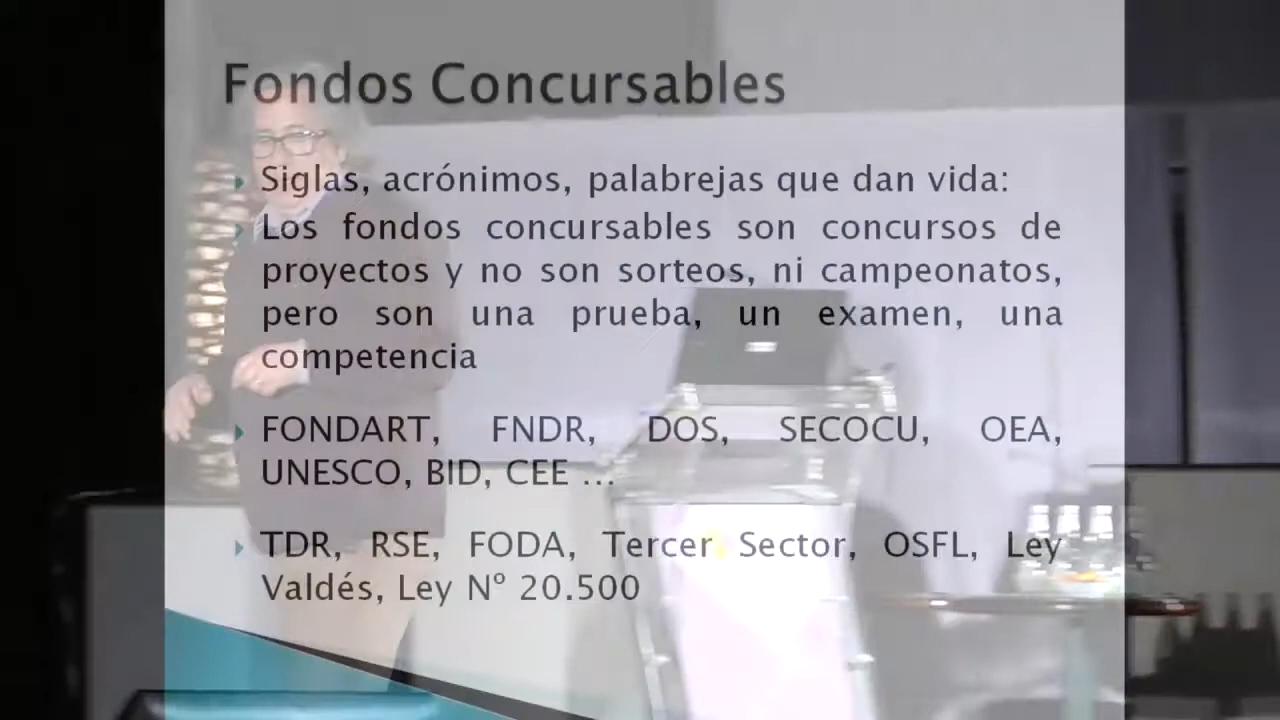 Fondos Concursables
Siglas, acrónimos, palabrejas que dan vida:
Los fondos concursables son concursos de
proyectos y no son sorteos, ni campeonatos,
pero son una prueba, un examen, una
competencia
FONDART, FNDR, DOS, SECOCU, OEA,
UNESCO, BID, CEE ...
TDR, RSE, FODA, Tercer Sector, OSFL, Ley
Valdés, Ley Nº 20.500